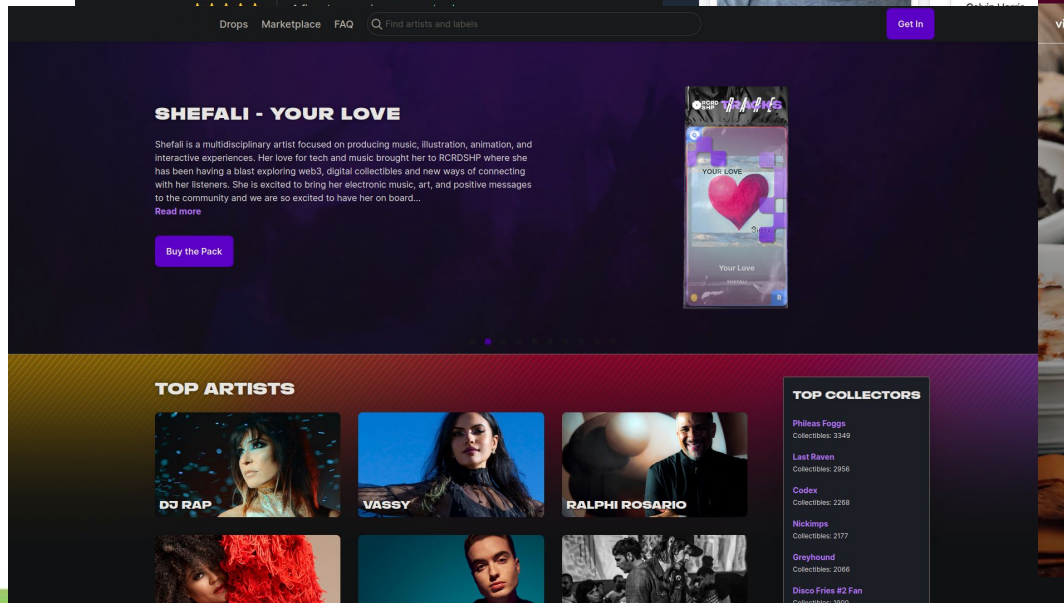 Drops Marketplace FAQ Find artists and labels Get In
SHEFALI - YOUR LOVE
Shefali is a multidisciplinary artist focused on producing music, illustration, animation, and
interactive experiences. Her love for tech and music brought her to RCRDSHP where she
has been having a blast exploring web3, digital collectibles and new ways of connecting
with her listeners. She is excited to bring her electronic music, art, and positive messages
to the community and we are so excited to have her on board...
Read more
Buy the Pack
RCRD
SHP
TRACKS
YOUR LOVE
Your Love
SHEFALI
R
TOP ARTISTS
DJ RAP
VASSY
RALPHI ROSARIO
TOP COLLECTORS
Phileas Foggs
Collectibles: 3349
Last Raven
Collectibles: 2956
Codex
Collectibles: 2268
Nickimps
Collectibles: 2177
Greyhound
Collectibles: 2066
Disco Fries #2 Fan
Collectibles: 1900